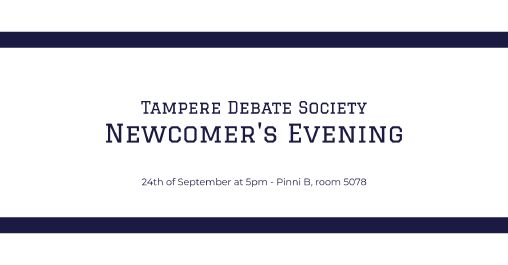 Tampere Debate Society
Newcomer's Evening
24th of September at 5pm - Pinni B, room 5078